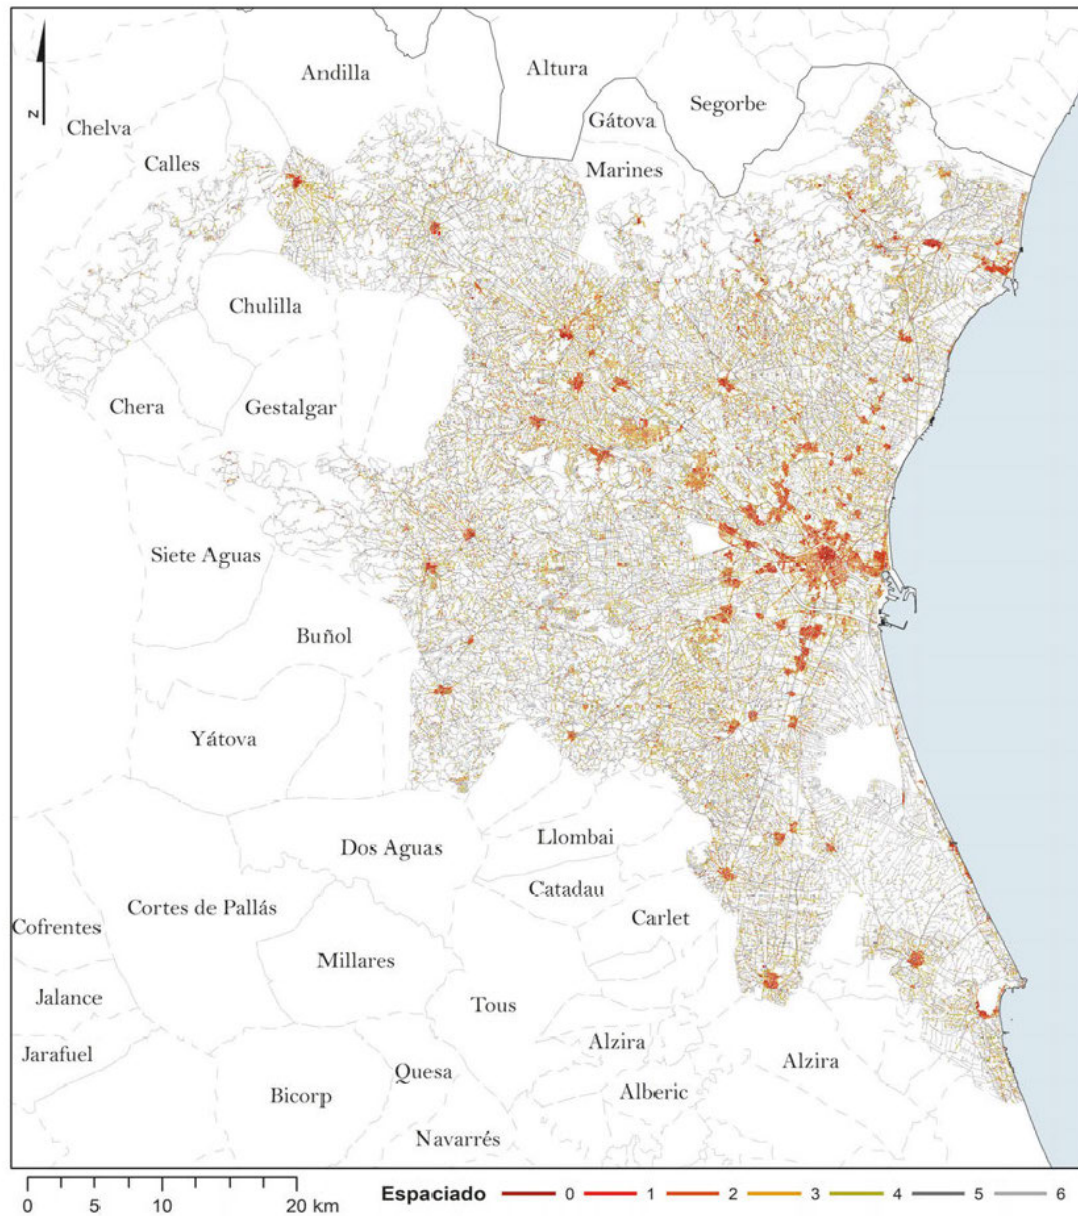 Andilla
Altura
Segorbe
Gátova
Chelva
N
Calles
Marines
Chulilla
Chera
Gestalgar
Siete Aguas
Buñol
Yátova
Llombai
Dos Aguas
Catadau
Cortes de Pallás
Carlet
Cofrentes
Millares
Jalance
Tous
Alzira
Jarafuel
Alzira
Quesa
Bicorp
Alberic
Navarrés
0 10 20 km
Espaciado 0 1 2 3 4 5 6